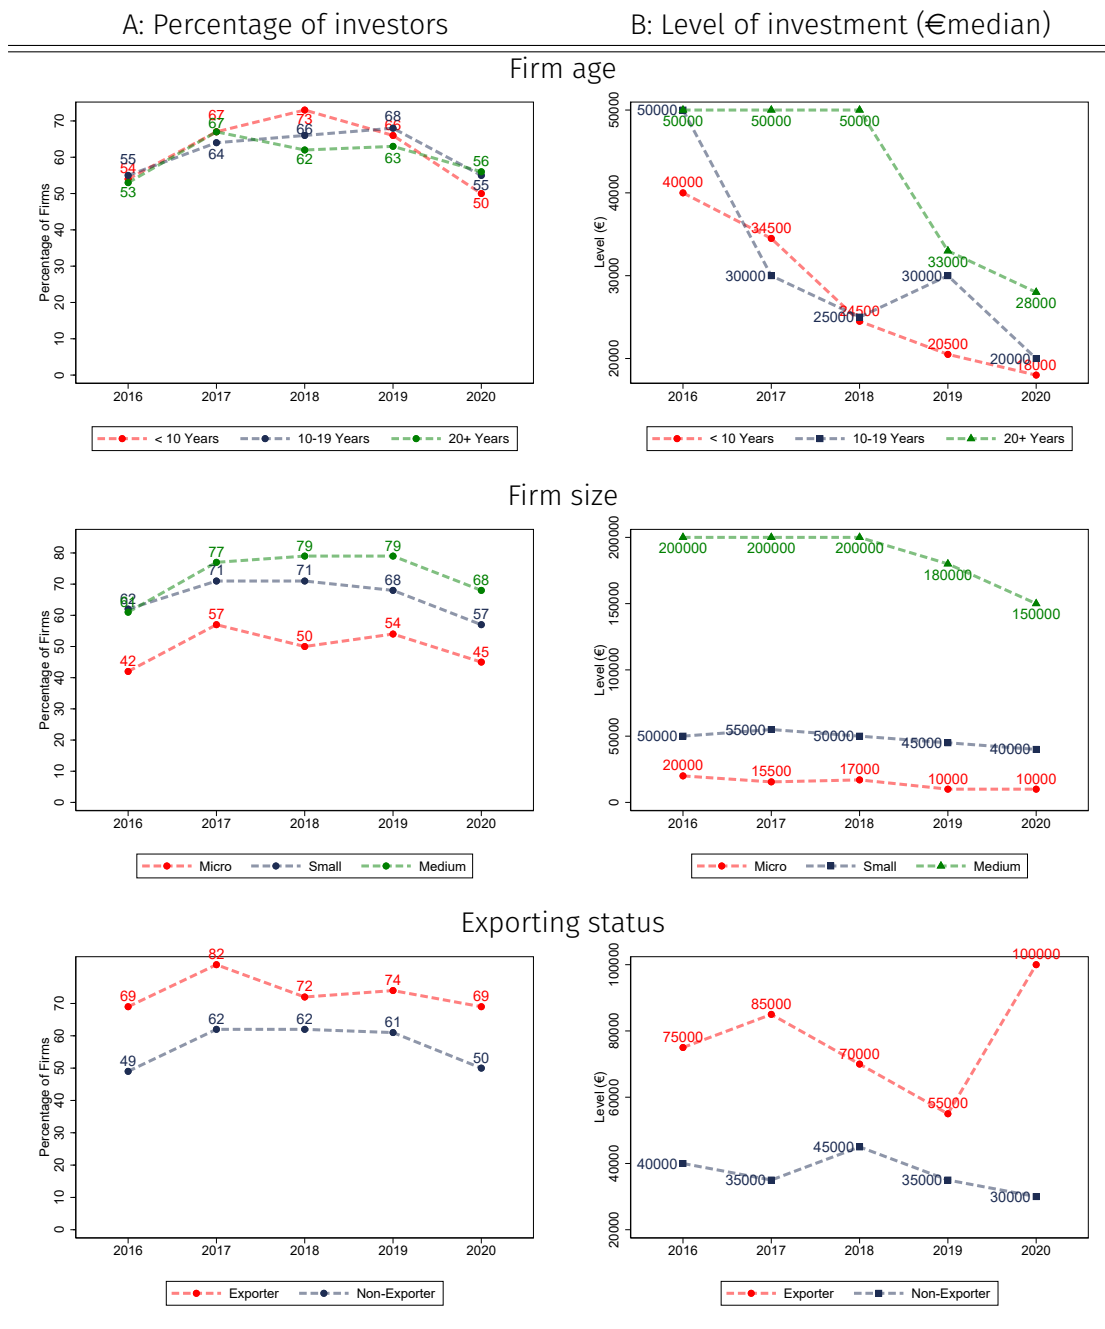 A: Percentage of investors
B: Level of investment (€median)
Firm age
Percentage of Firms
0 10 20 30 40 50 60 70
54 67 73 66 50
55 64 66 68 55
53 67 62 63 56
2016 2017 2018 2019 2020
< 10 Years 10-19 Years 20+ Years
Level (€)
20000 30000 40000 50000
40000 34500 24500 20500 18000
50000 30000 25000 30000 20000
50000 50000 50000 33000 28000
2016 2017 2018 2019 2020
< 10 Years 10-19 Years 20+ Years
Firm size
Percentage of Firms
0 10 20 30 40 50 60 70 80
42 57 50 54 45
62 71 71 68 57
61 77 79 79 68
2016 2017 2018 2019 2020
Micro Small Medium
Level (€)
0 50000 100000 150000 200000
20000 15500 17000 10000 10000
50000 55000 50000 45000 40000
200000 200000 200000 180000 150000
2016 2017 2018 2019 2020
Micro Small Medium
Exporting status
Percentage of Firms
0 10 20 30 40 50 60 70
69 82 72 74 69
49 62 62 61 50
2016 2017 2018 2019 2020
Exporter Non-Exporter
Level (€)
20000 40000 60000 80000 100000
75000 85000 70000 55000 100000
40000 35000 45000 35000 30000
2016 2017 2018 2019 2020
Exporter Non-Exporter